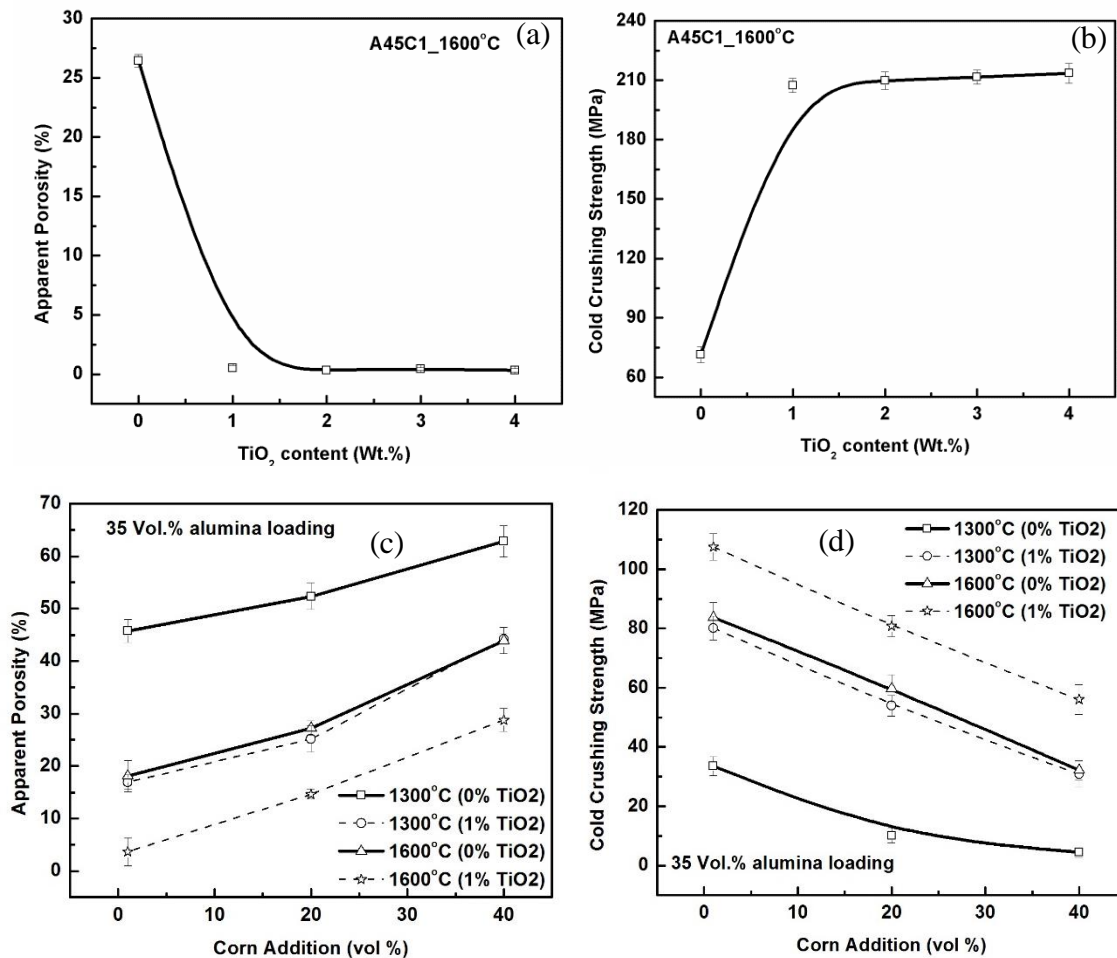 A45C1_1600°C
(a)
Apparent Porosity (%)
30
25
20
15
10
5
0
0 1 2 3 4
TiO₂ content (Wt.%)
A45C1_1600°C
(b)
Cold Crushing Strength (MPa)
210
180
150
120
90
60
0 1 2 3 4
TiO₂ content (Wt.%)
35 Vol.% alumina loading
(c)
Apparent Porosity (%)
70
60
50
40
30
20
10
0
1300°C (0% TiO2)
1300°C (1% TiO2)
1600°C (0% TiO2)
1600°C (1% TiO2)
0 10 20 30 40
Corn Addition (vol %)
(d)
Cold Crushing Strength (MPa)
120
100
80
60
40
20
0
1300°C (0% TiO2)
1300°C (1% TiO2)
1600°C (0% TiO2)
1600°C (1% TiO2)
35 Vol.% alumina loading
0 10 20 30 40
Corn Addition (vol %)